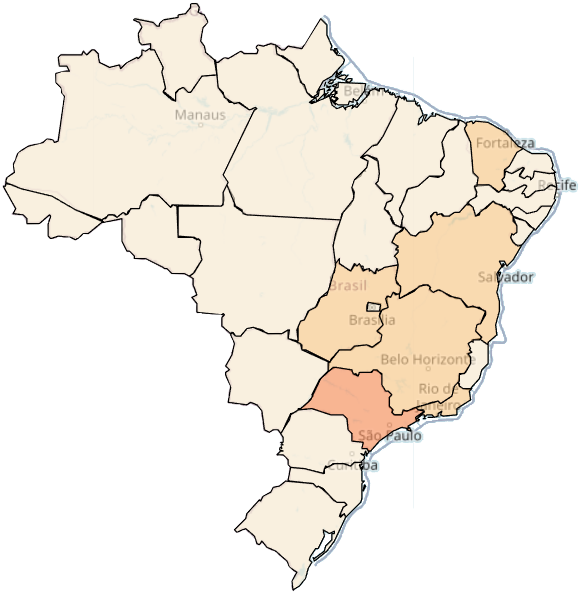 Belém
Manaus
Fortaleza
Recife
Salvador
Brasil
Brasília
Belo Horizonte
Rio de
Janeiro
São Paulo
Curitiba